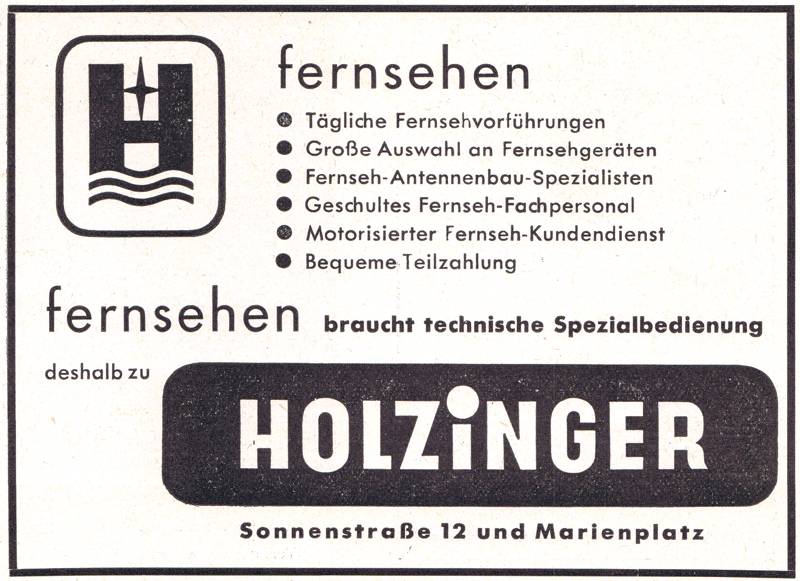 H
fernsehen
Tägliche Fernsehvorführungen
Große Auswahl an Fernsehgeräten
Fernseh-Antennenbau-Spezialisten
Geschultes Fernseh-Fachpersonal
Motorisierter Fernseh-Kundendienst
Bequeme Teilzahlung
fernsehen braucht technische Spezialbedienung
deshalb zu
HOLZiNGER
Sonnenstraße 12 und Marienplatz